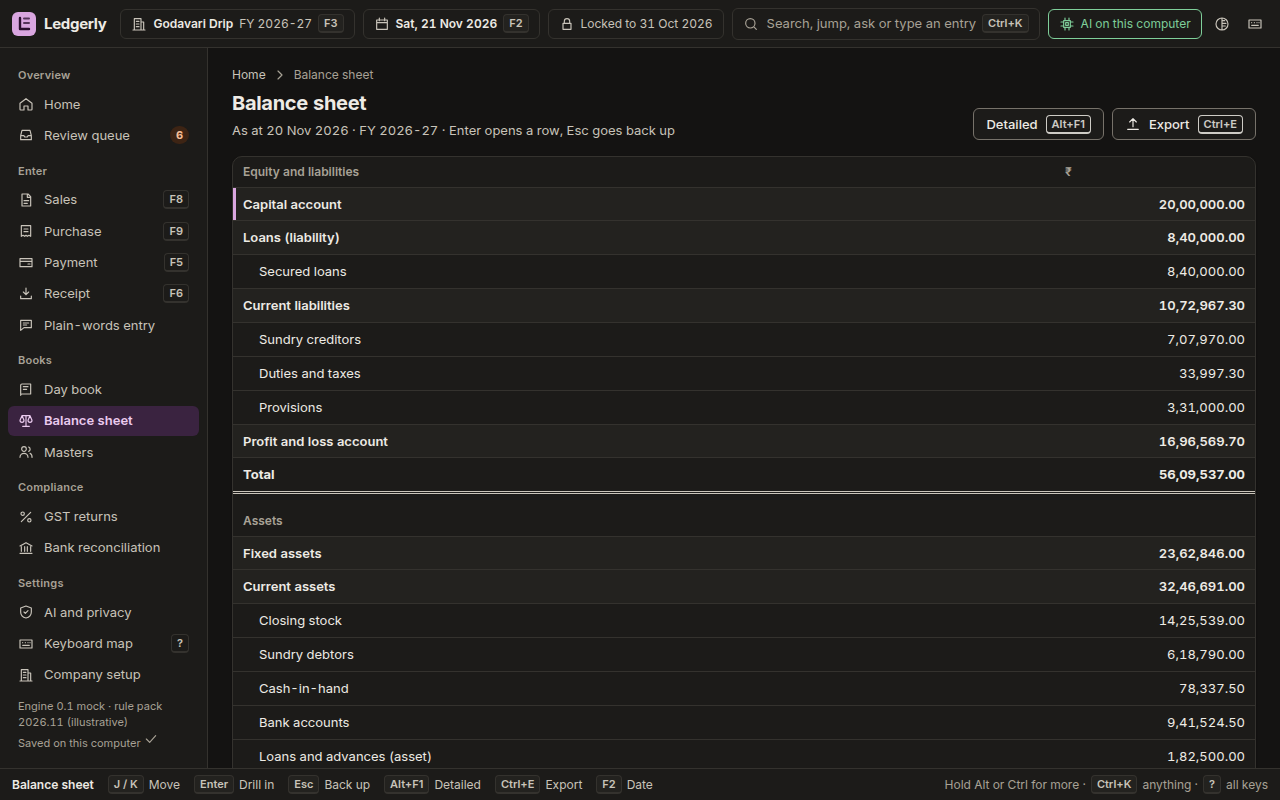 Ledgerly
Godavari Drip FY 2026-27 F3
Sat, 21 Nov 2026 F2
Locked to 31 Oct 2026
Search, jump, ask or type an entry Ctrl+K
AI on this computer
Overview
Home
Review queue 6
Enter
Sales F8
Purchase F9
Payment F5
Receipt F6
Plain-words entry
Books
Day book
Balance sheet
Masters
Compliance
GST returns
Bank reconciliation
Settings
AI and privacy
Keyboard map ?
Company setup
Engine 0.1 mock · rule pack
2026.11 (illustrative)
Saved on this computer
Home Balance sheet
Balance sheet
As at 20 Nov 2026 · FY 2026-27 · Enter opens a row, Esc goes back up
Detailed Alt+F1
Export Ctrl+E
Equity and liabilities ₹
Capital account 20,00,000.00
Loans (liability) 8,40,000.00
Secured loans 8,40,000.00
Current liabilities 10,72,967.30
Sundry creditors 7,07,970.00
Duties and taxes 33,997.30
Provisions 3,31,000.00
Profit and loss account 16,96,569.70
Total 56,09,537.00
Assets
Fixed assets 23,62,846.00
Current assets 32,46,691.00
Closing stock 14,25,539.00
Sundry debtors 6,18,790.00
Cash-in-hand 78,337.50
Bank accounts 9,41,524.50
Loans and advances (asset) 1,82,500.00
Balance sheet J / K Move Enter Drill in Esc Back up Alt+F1 Detailed Ctrl+E Export F2 Date
Hold Alt or Ctrl for more · Ctrl+K anything · ? all keys